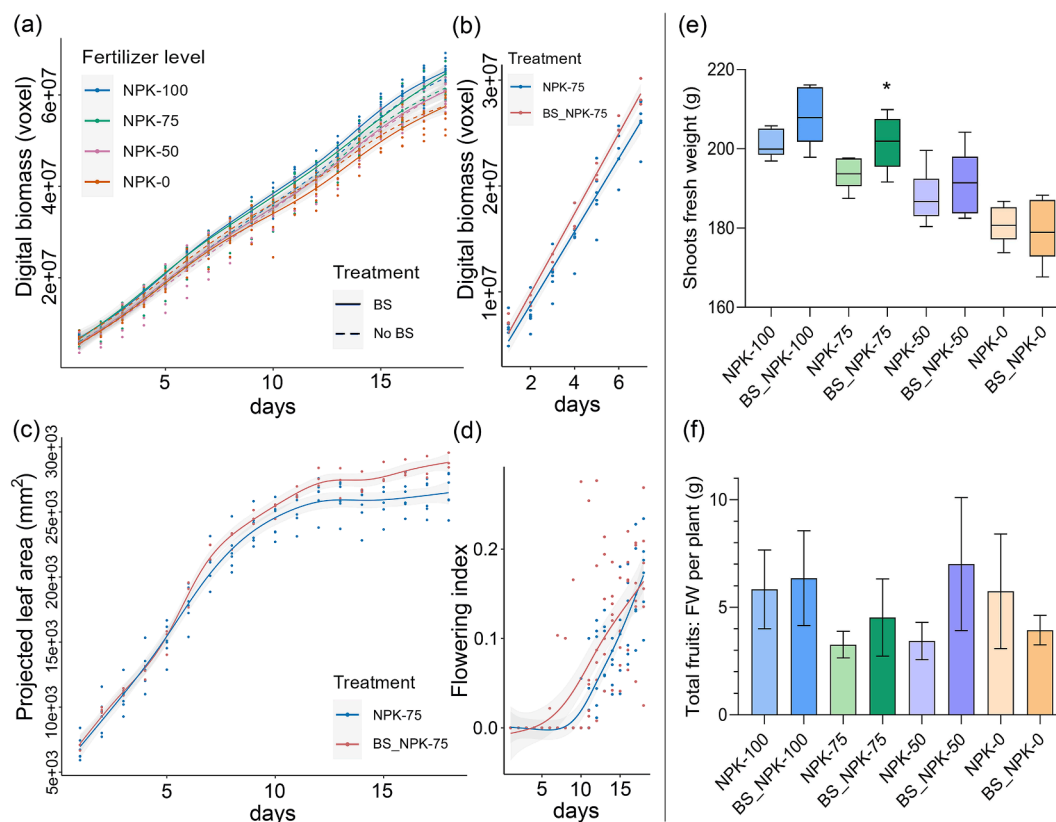 (a)
Fertilizer level
NPK-100
NPK-75
NPK-50
NPK-0
Treatment
BS
No BS
Digital biomass (voxel)
6e+07
4e+07
2e+07
5
10
15
days
(b)
Treatment
NPK-75
BS_NPK-75
Digital biomass (voxel)
3e+07
2e+07
1e+07
2
4
6
days
(c)
Projected leaf area (mm²)
30e+03
25e+03
20e+03
15e+03
10e+03
5e+03
Treatment
NPK-75
BS_NPK-75
5
10
15
days
(d)
Flowering index
0.2
0.1
0.0
5
10
15
days
(e)
Shoots fresh weight (g)
220
200
180
160
*
NPK-100
BS_NPK-100
NPK-75
BS_NPK-75
NPK-50
BS_NPK-50
NPK-0
BS_NPK-0
(f)
Total fruits: FW per plant (g)
10
5
0
NPK-100
BS_NPK-100
NPK-75
BS_NPK-75
NPK-50
BS_NPK-50
NPK-0
BS_NPK-0